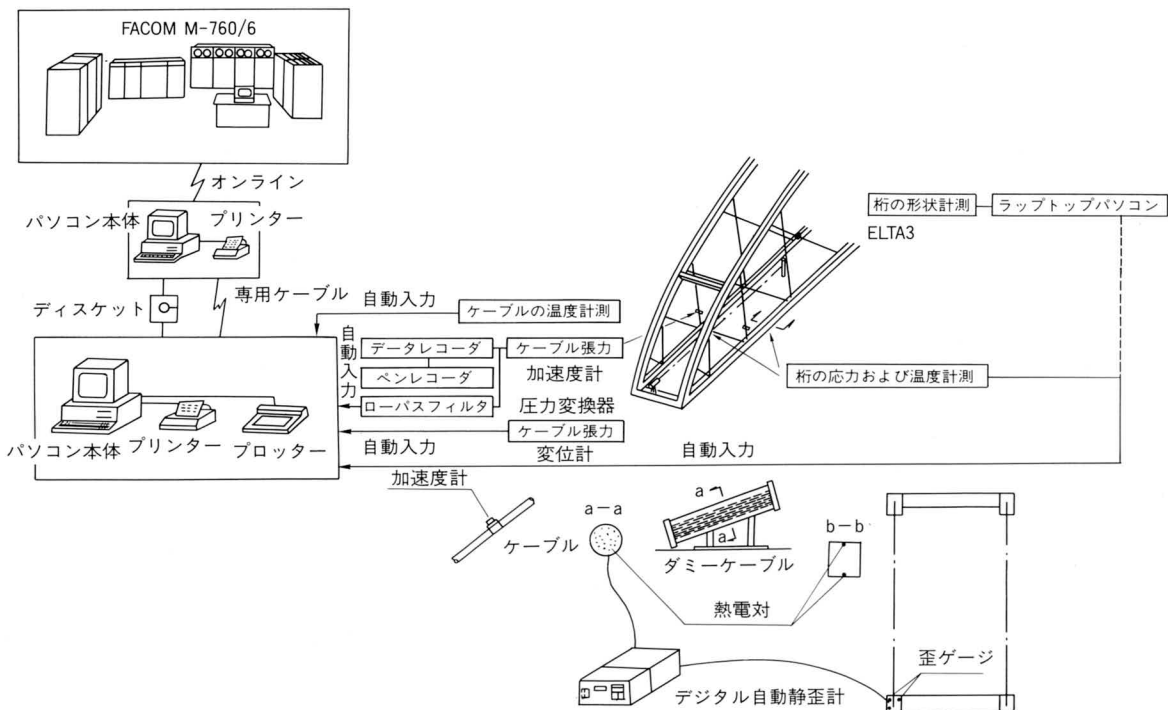 FACOM M-760/6
オンライン
パソコン本体 プリンター
ディスケット
専用ケーブル
自動入力
ケーブルの温度計測
自動入力
データレコーダ
ケーブル張力
ペンレコーダ
加速度計
ローパスフィルタ
圧力変換器
ケーブル張力
自動入力
変位計
自動入力
パソコン本体 プリンター プロッター
桁の形状計測
ラップトップパソコン
ELTA3
桁の応力および温度計測
加速度計
ケーブル
a-a
a
a
ダミーケーブル
b-b
熱電対
デジタル自動静歪計
歪ゲージ